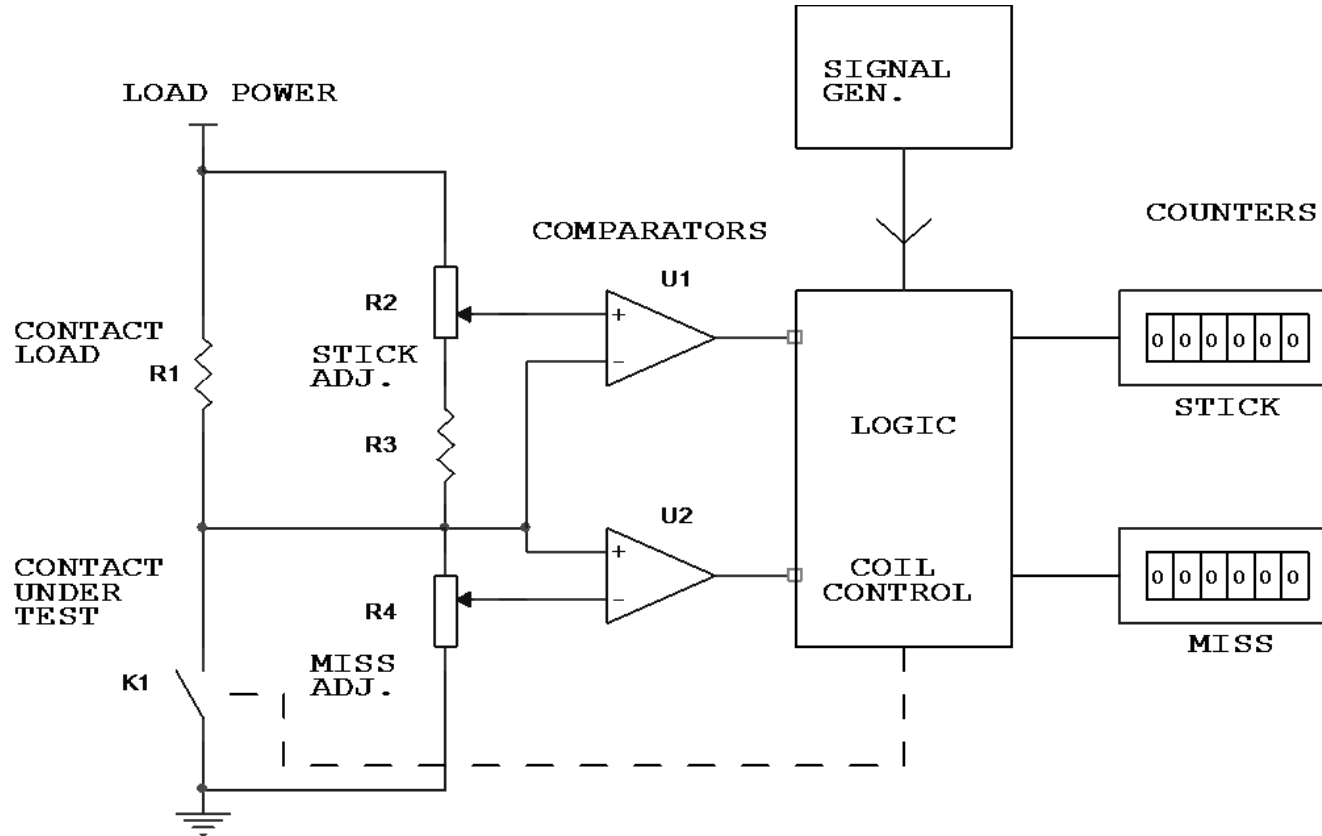 LOAD POWER
SIGNAL
GEN.
COUNTERS
COMPARATORS
U1
R2
+
−
CONTACT
LOAD
R1
STICK
ADJ.
0 0 0 0 0 0
STICK
LOGIC
R3
U2
+
−
CONTACT
UNDER
TEST
R4
COIL
CONTROL
0 0 0 0 0 0
MISS
MISS
ADJ.
K1